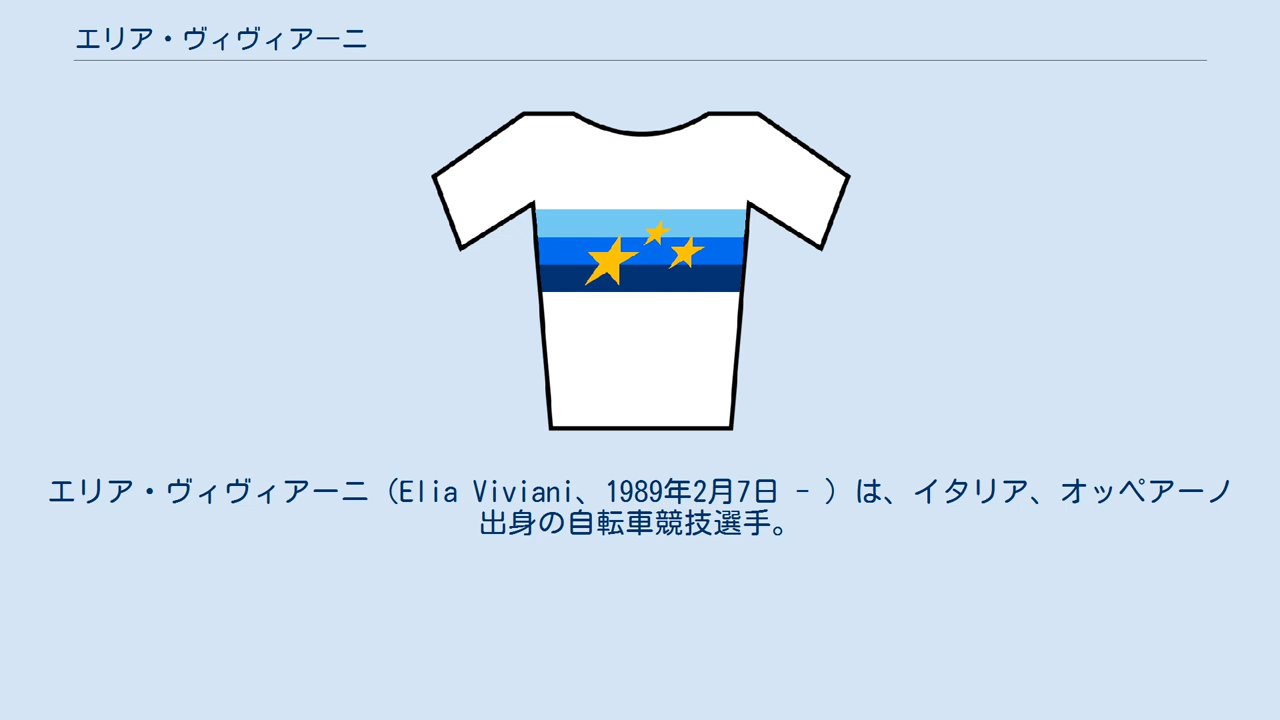 エリア・ヴィヴィアーニ
エリア・ヴィヴィアーニ（Elia Viviani、1989年2月7日 - ）は、イタリア、オッペアーノ
出身の自転車競技選手。